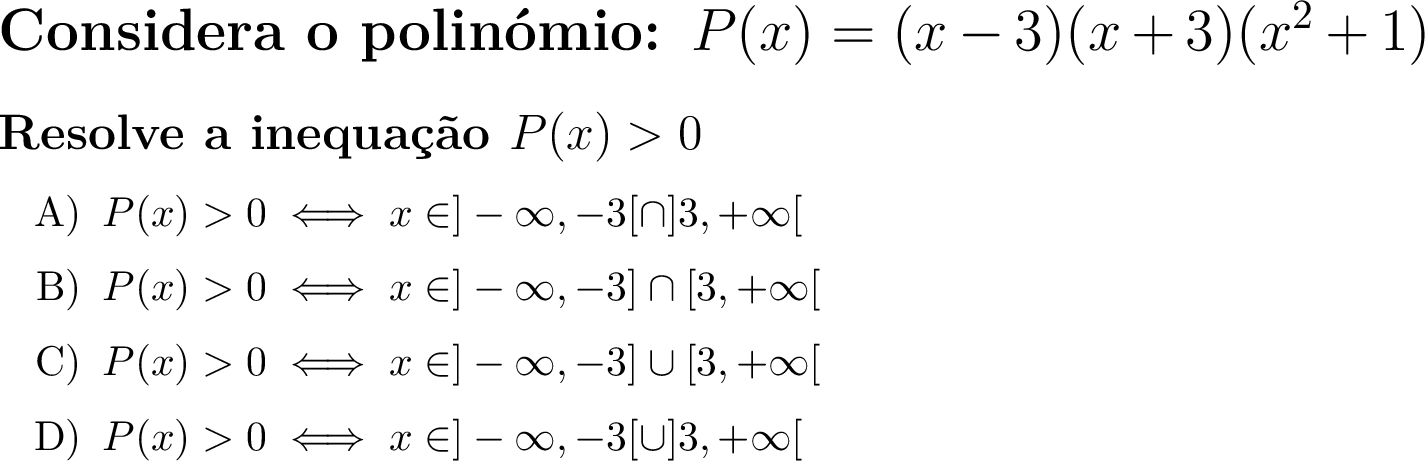 Considera o polinómio: P(x) = (x − 3)(x + 3)(x² + 1)
Resolve a inequação P(x) > 0
A) P(x) > 0 ⟺ x ∈] − ∞, −3[∩]3, +∞[
B) P(x) > 0 ⟺ x ∈] − ∞, −3] ∩ [3, +∞[
C) P(x) > 0 ⟺ x ∈] − ∞, −3] ∪ [3, +∞[
D) P(x) > 0 ⟺ x ∈] − ∞, −3[∪]3, +∞[